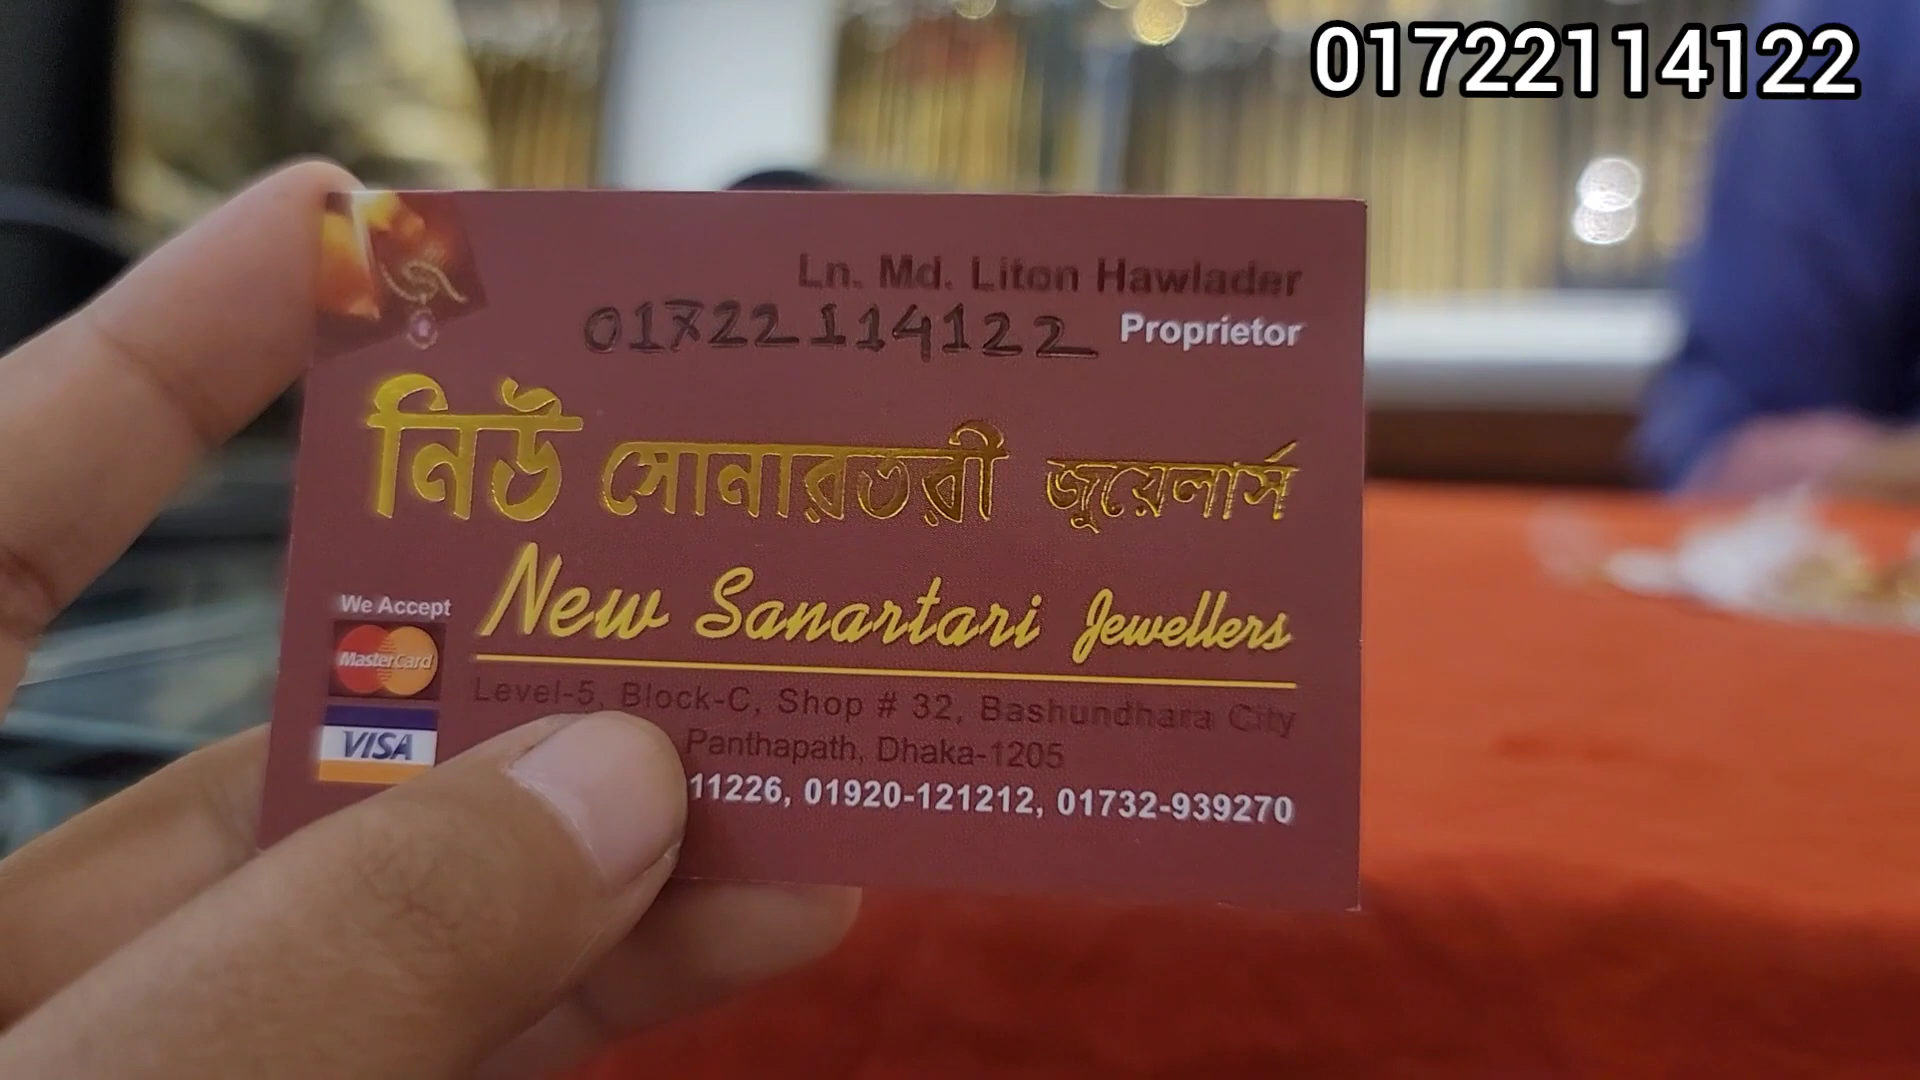 01722114122
Ln. Md. Liton Hawlader
01722114122 Proprietor
নিউ সোনারতরী জুয়েলার্স
New Sanartari Jewellers
We Accept
MasterCard
VISA
Level-5, Block-C, Shop # 32, Bashundhara City
Panthapath, Dhaka-1205
11226, 01920-121212, 01732-939270